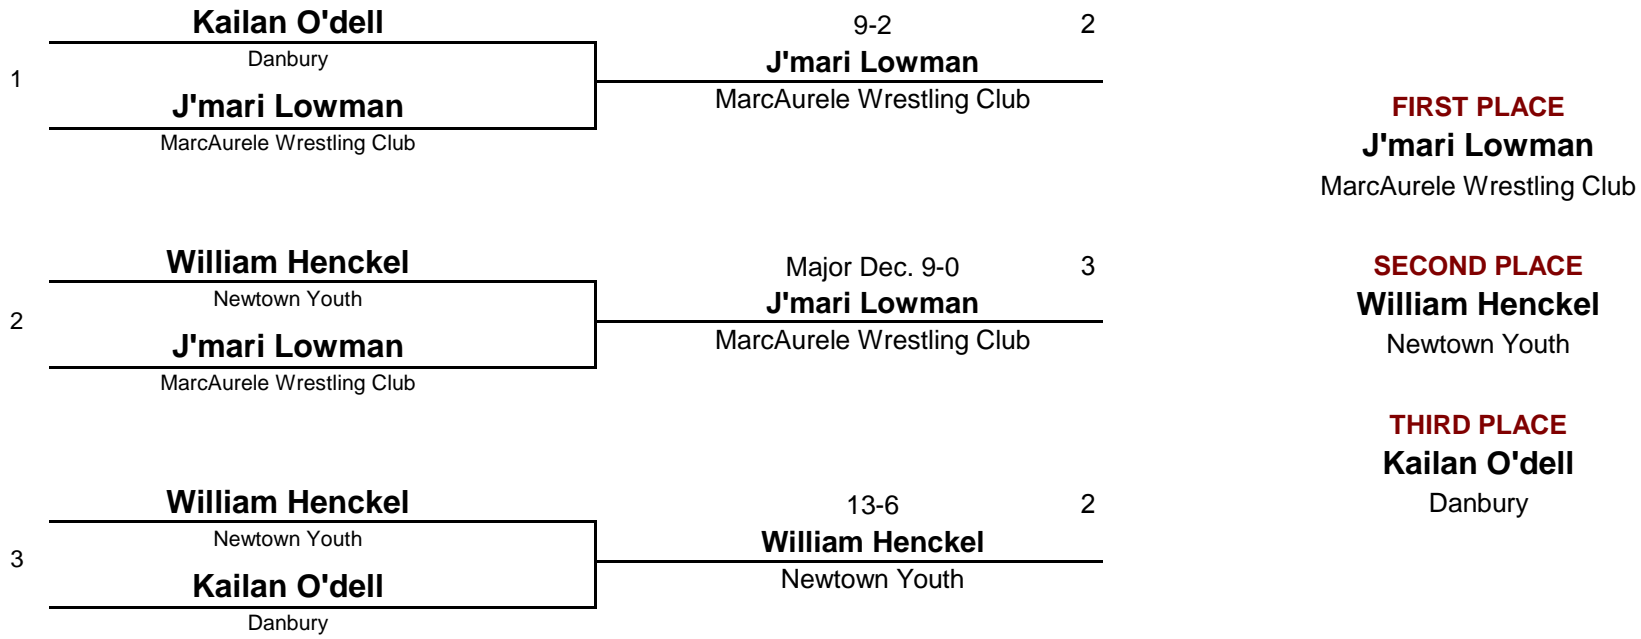 Kailan O'dell
Danbury
1
J'mari Lowman
MarcAurele Wrestling Club
9-2
2
J'mari Lowman
MarcAurele Wrestling Club
William Henckel
Newtown Youth
2
J'mari Lowman
MarcAurele Wrestling Club
Major Dec. 9-0
3
J'mari Lowman
MarcAurele Wrestling Club
William Henckel
Newtown Youth
3
Kailan O'dell
Danbury
13-6
2
William Henckel
Newtown Youth
FIRST PLACE
J'mari Lowman
MarcAurele Wrestling Club
SECOND PLACE
William Henckel
Newtown Youth
THIRD PLACE
Kailan O'dell
Danbury